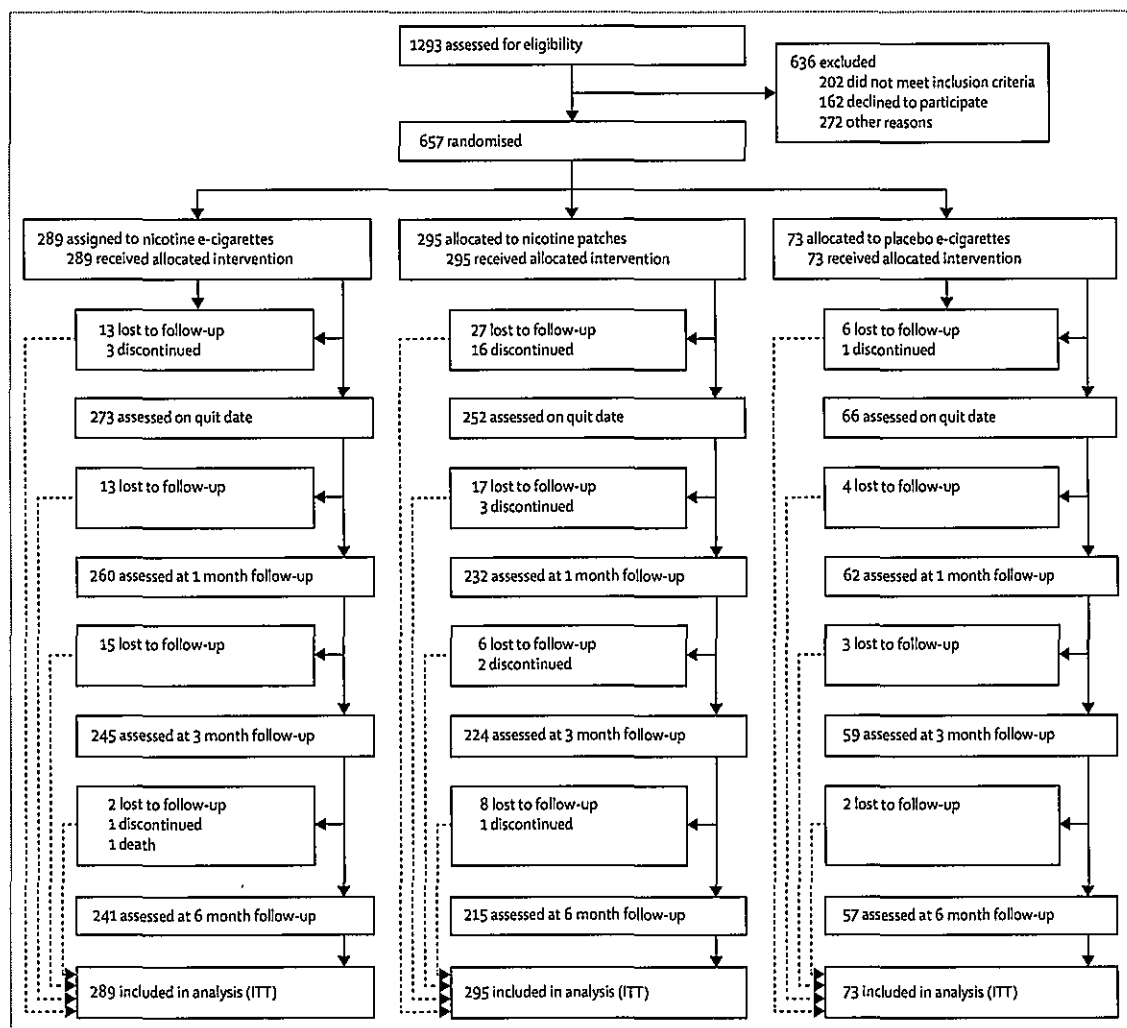 1293 assessed for eligibility
636 excluded
202 did not meet inclusion criteria
162 declined to participate
272 other reasons
657 randomised
289 assigned to nicotine e-cigarettes
289 received allocated intervention
295 allocated to nicotine patches
295 received allocated intervention
73 allocated to placebo e-cigarettes
73 received allocated intervention
13 lost to follow-up
3 discontinued
27 lost to follow-up
16 discontinued
6 lost to follow-up
1 discontinued
273 assessed on quit date
252 assessed on quit date
66 assessed on quit date
13 lost to follow-up
17 lost to follow-up
3 discontinued
4 lost to follow-up
260 assessed at 1 month follow-up
232 assessed at 1 month follow-up
62 assessed at 1 month follow-up
15 lost to follow-up
6 lost to follow-up
2 discontinued
3 lost to follow-up
245 assessed at 3 month follow-up
224 assessed at 3 month follow-up
59 assessed at 3 month follow-up
2 lost to follow-up
1 discontinued
1 death
8 lost to follow-up
1 discontinued
2 lost to follow-up
241 assessed at 6 month follow-up
215 assessed at 6 month follow-up
57 assessed at 6 month follow-up
289 included in analysis (ITT)
295 included in analysis (ITT)
73 included in analysis (ITT)